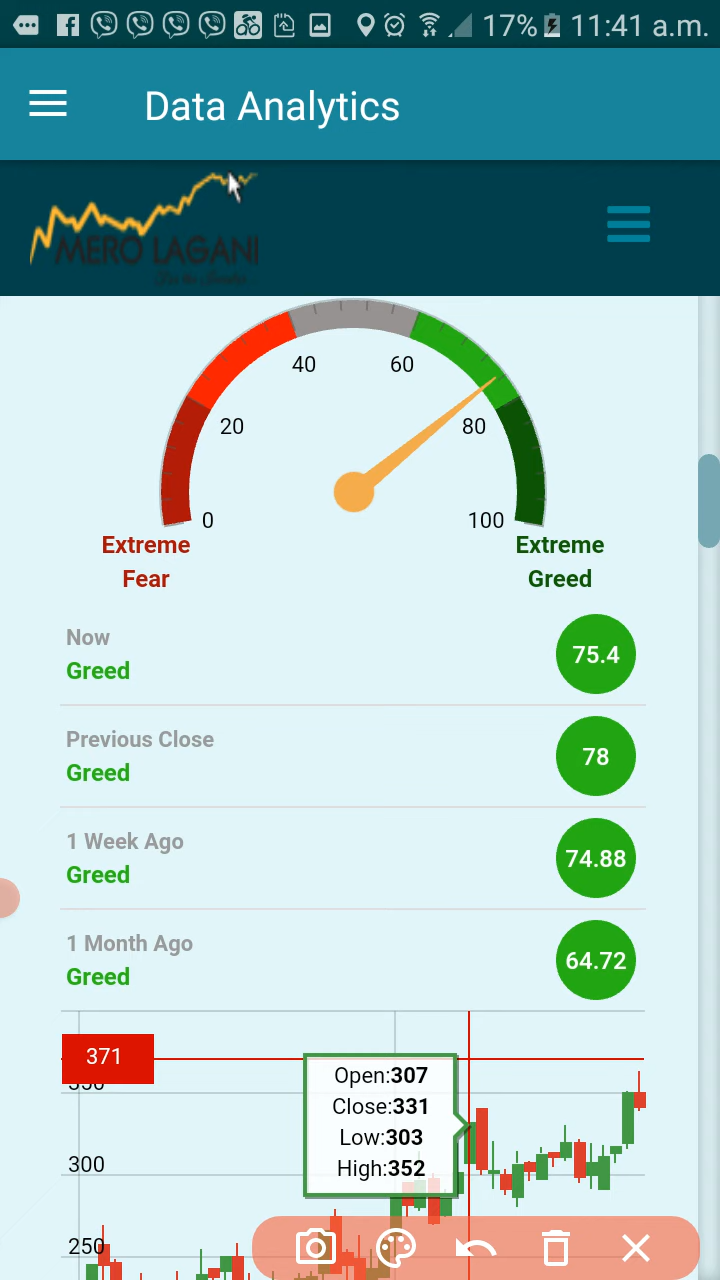 17% 11:41 a.m.
Data Analytics
MERO LAGANI
40 60
20 80
0 100
Extreme Fear
Extreme Greed
Now
Greed
75.4
Previous Close
Greed
78
1 Week Ago
Greed
74.88
1 Month Ago
Greed
64.72
371
350
Open:307
Close:331
Low:303
High:352
300
250